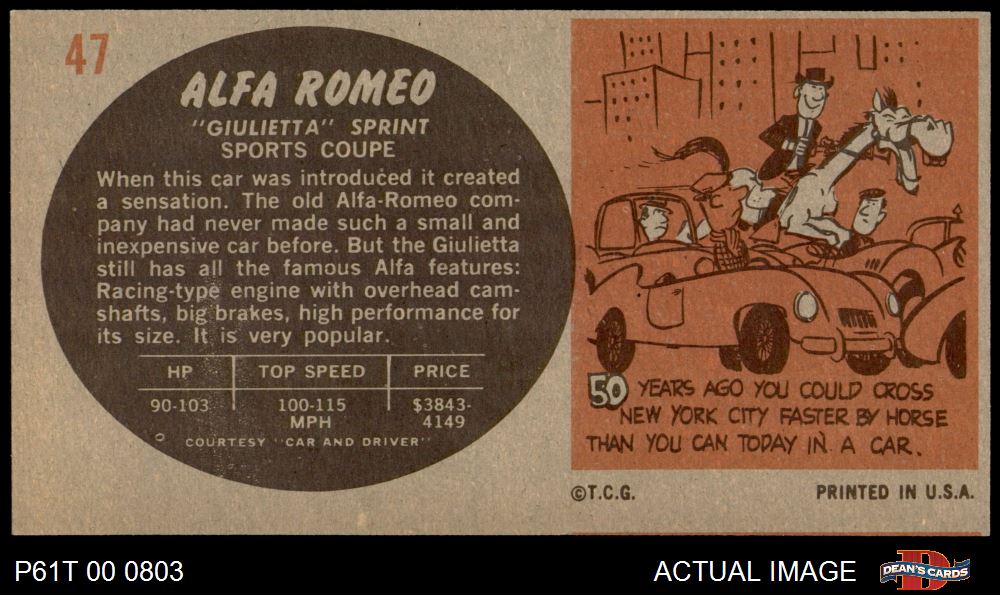 47
ALFA ROMEO
"GIULIETTA" SPRINT
SPORTS COUPE
When this car was introduced it created
a sensation. The old Alfa-Romeo com-
pany had never made such a small and
inexpensive car before. But the Giulietta
still has all the famous Alfa features:
Racing-type engine with overhead cam-
shafts, big brakes, high performance for
its size. It is very popular.
HP TOP SPEED PRICE
90-103 100-115 $3843-
MPH 4149
COURTESY "CAR AND DRIVER"
50 YEARS AGO YOU COULD CROSS
NEW YORK CITY FASTER BY HORSE
THAN YOU CAN TODAY IN A CAR.
©T.C.G. PRINTED IN U.S.A.
P61T 00 0803 ACTUAL IMAGE D DEAN'S CARDS